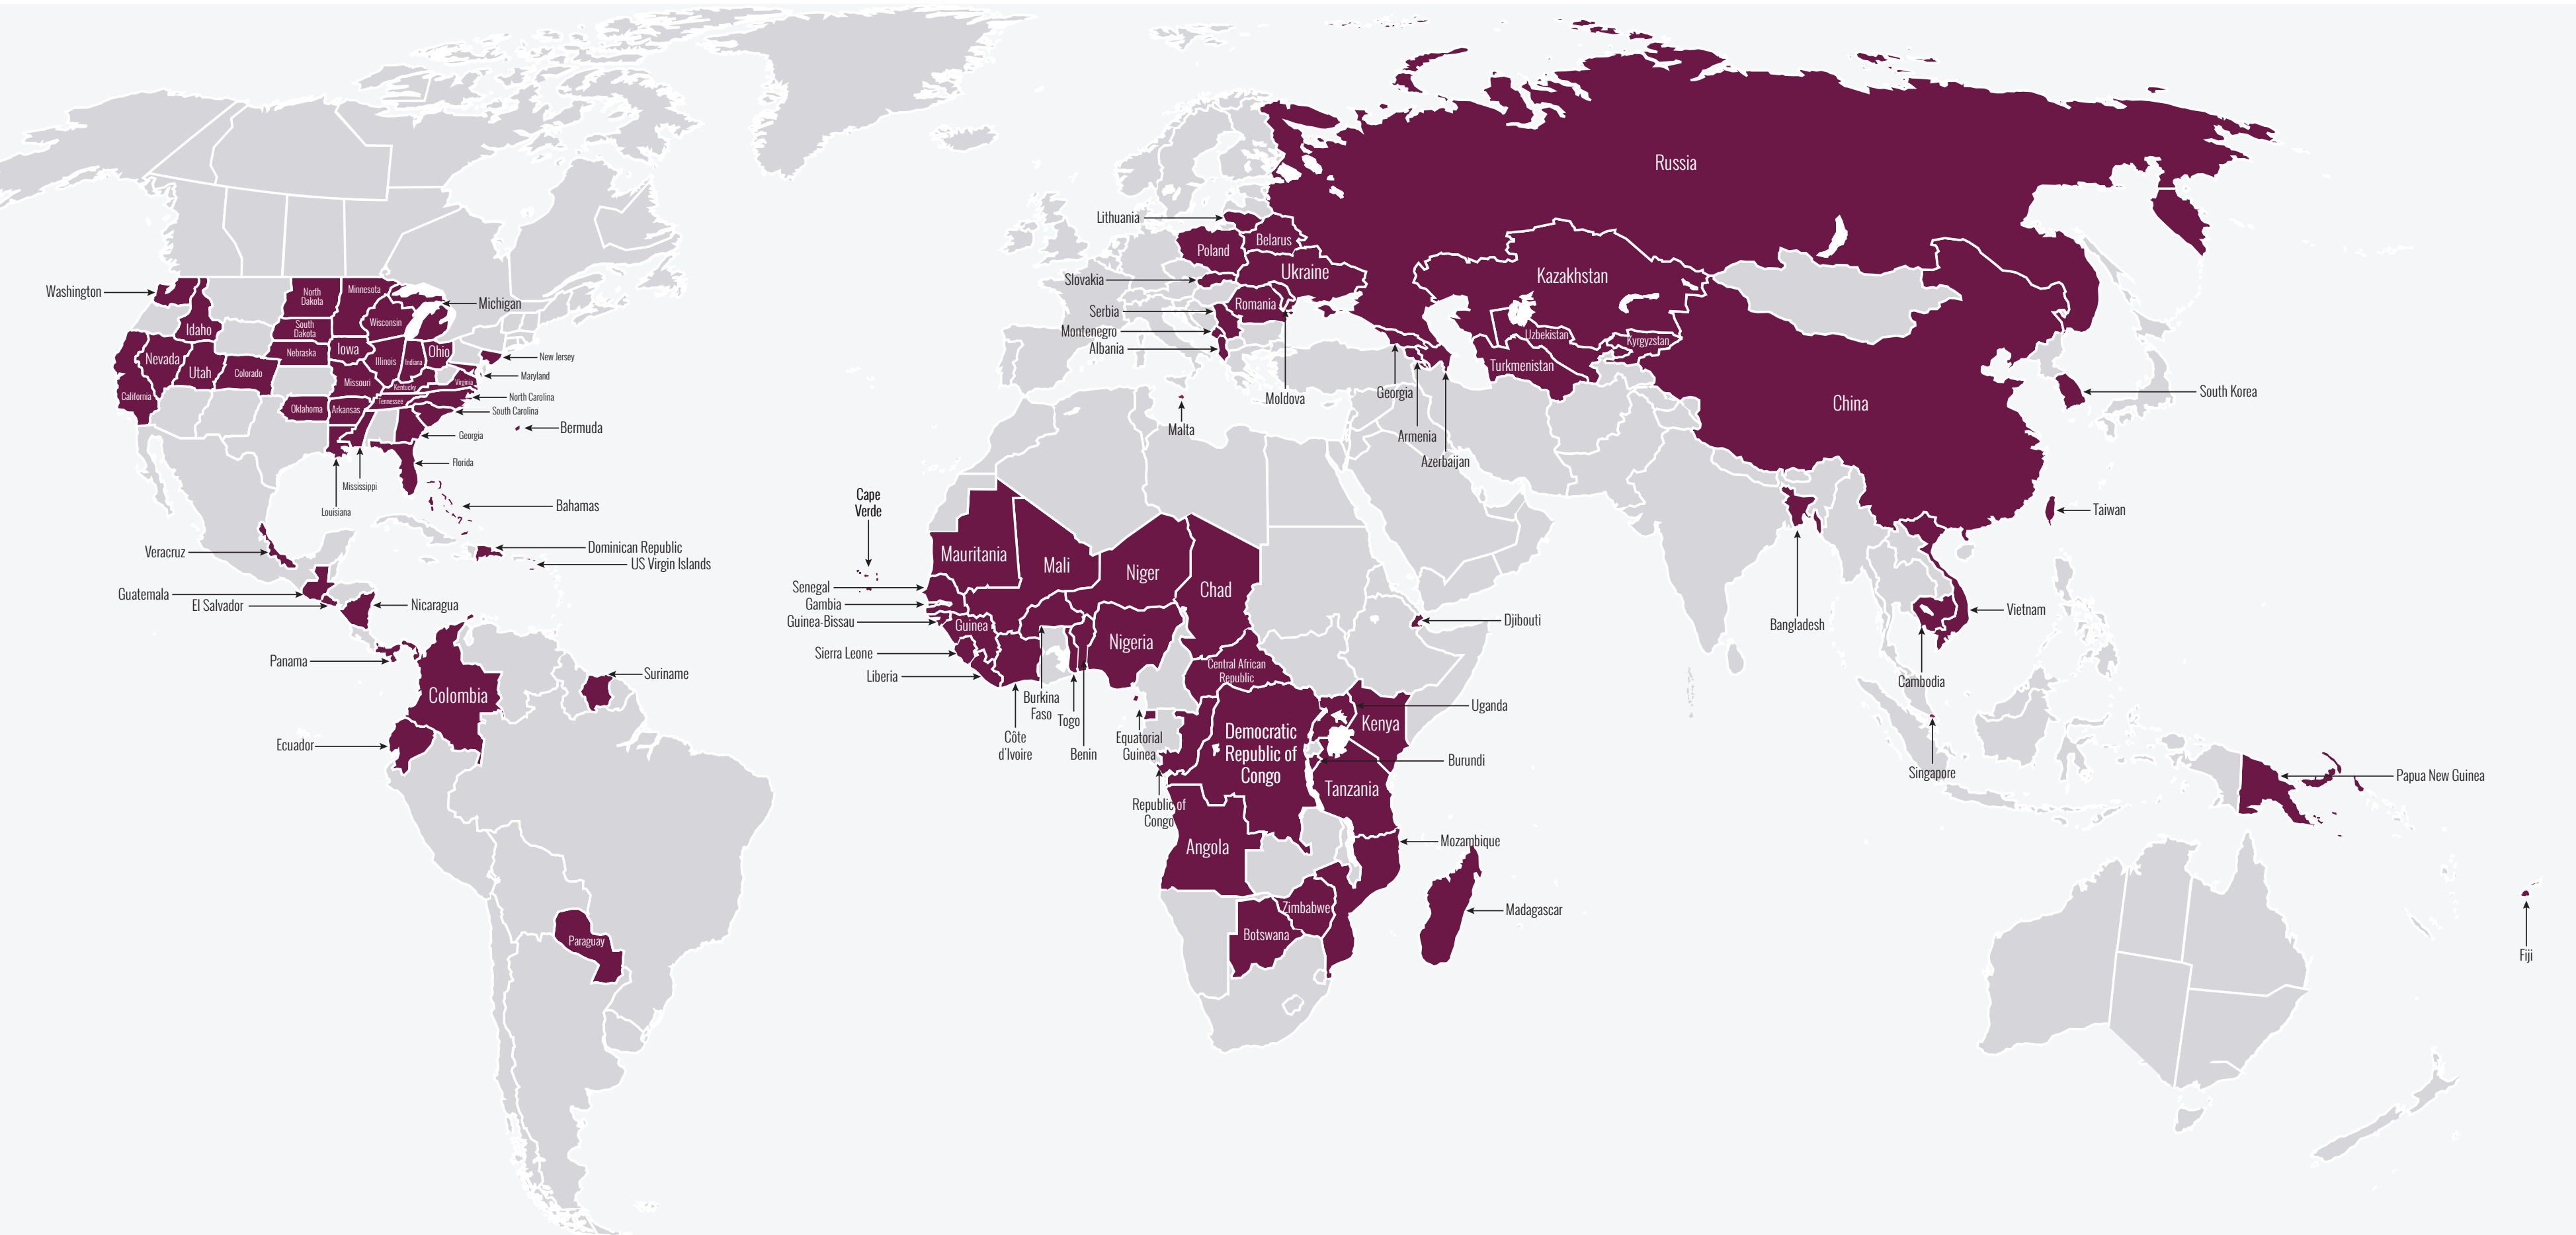 Washington
Idaho
North
Dakota
Minnesota
Michigan
South
Dakota
Wisconsin
Nevada
Utah
Colorado
Nebraska
Iowa
Illinois
Indiana
Ohio
New Jersey
Maryland
California
Missouri
Kentucky
Virginia
Oklahoma
Arkansas
Tennessee
North Carolina
South Carolina
Georgia
Bermuda
Florida
Mississippi
Louisiana
Bahamas
Veracruz
Dominican Republic
US Virgin Islands
Guatemala
El Salvador
Nicaragua
Panama
Colombia
Suriname
Ecuador
Paraguay
Russia
Lithuania
Poland
Belarus
Slovakia
Ukraine
Romania
Serbia
Montenegro
Albania
Moldova
Malta
Georgia
Armenia
Azerbaijan
Kazakhstan
Uzbekistan
Kyrgyzstan
Turkmenistan
China
South Korea
Taiwan
Cape
Verde
Mauritania
Mali
Niger
Chad
Senegal
Gambia
Guinea-Bissau
Guinea
Sierra Leone
Liberia
Nigeria
Central African
Republic
Djibouti
Bangladesh
Vietnam
Cambodia
Singapore
Côte
d'Ivoire
Burkina
Faso
Togo
Benin
Equatorial
Guinea
Republic of
Congo
Democratic
Republic of
Congo
Uganda
Kenya
Burundi
Tanzania
Angola
Mozambique
Zimbabwe
Botswana
Madagascar
Papua New Guinea
Fiji